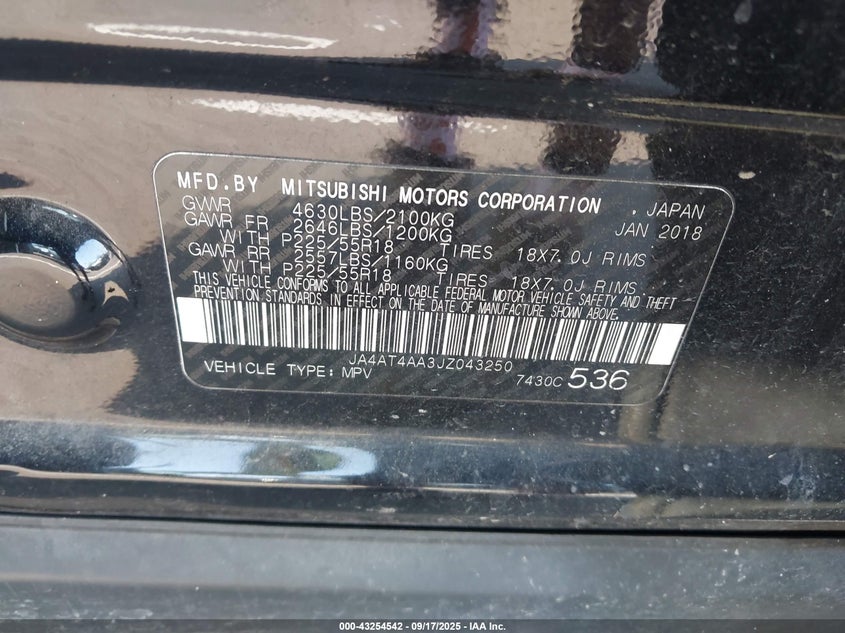 MFD.BY MITSUBISHI MOTORS CORPORATION , JAPAN
GVWR 4630LBS/2100KG JAN 2018
GAWR FR 2646LBS/1200KG
WITH P225/55R18 TIRES 18X7.0J RIMS
GAWR RR 2557LBS/1160KG
WITH P225/55R18 TIRES 18X7.0J RIMS
THIS VEHICLE CONFORMS TO ALL APPLICABLE FEDERAL MOTOR VEHICLE SAFETY AND THEFT
PREVENTION STANDARDS IN EFFECT ON THE DATE OF MANUFACTURE SHOWN ABOVE.
JA4AT4AA3JZ043250
VEHICLE TYPE:MPV 7430C 536
000-43254542 - 09/17/2025 - IAA Inc.